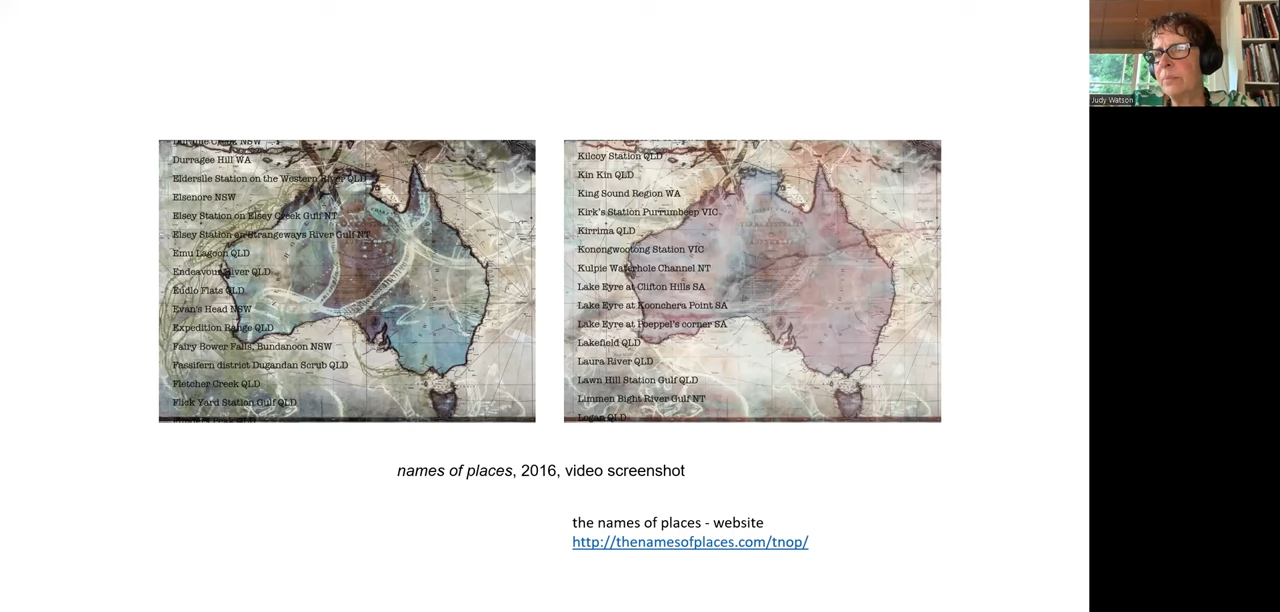 Judy Watson
Durragee Hill WA
Elderslie Station on the Western River QLD
Elsenore NSW
Elsey Station on Elsey Creek Gulf NT
Elsey Station on Strangeways River Gulf NT
Emu Lagoon QLD
Endeavour River QLD
Eudlo Flats QLD
Evan's Head NSW
Expedition Range QLD
Fairy Bower Falls, Bundanoon NSW
Fassifern district Dugandan Scrub QLD
Fletcher Creek QLD
Flick Yard Station Gulf QLD
Kilcoy Station QLD
Kin Kin QLD
King Sound Region WA
Kirk's Station Purrumbeep VIC
Kirrima QLD
Konongwootong Station VIC
Kulpie Waterhole Channel NT
Lake Eyre at Clifton Hills SA
Lake Eyre at Koonchera Point SA
Lake Eyre at Poeppel's corner SA
Lakefield QLD
Laura River QLD
Lawn Hill Station Gulf QLD
Limmen Bight River Gulf NT
Logan QLD
names of places, 2016, video screenshot
the names of places - website
http://thenamesofplaces.com/tnop/